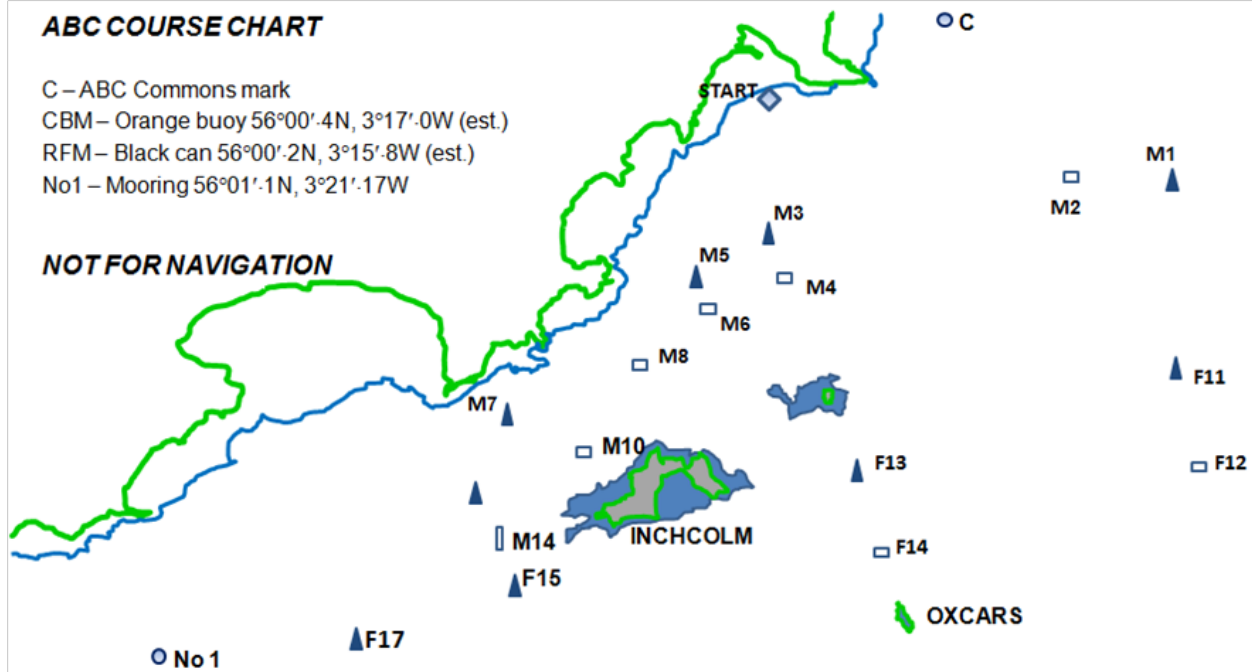 ABC COURSE CHART
C
C – ABC Commons mark
START
CBM – Orange buoy 56°00′·4N, 3°17′·0W (est.)
RFM – Black can 56°00′·2N, 3°15′·8W (est.)
M1
No1 – Mooring 56°01′·1N, 3°21′·17W
M2
M3
NOT FOR NAVIGATION
M5
M4
M6
M8
F11
M7
M10
F13
F12
INCHCOLM
M14
F14
F15
OXCARS
F17
No 1